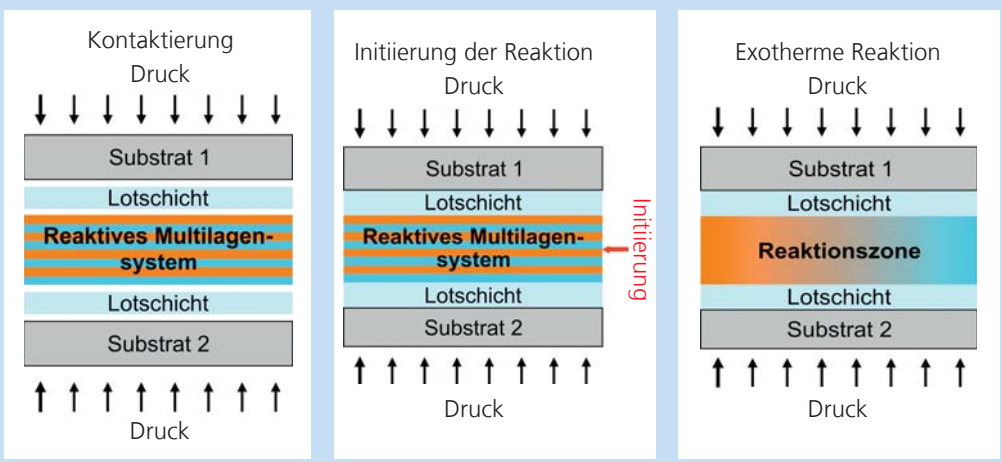 Kontaktierung
Druck
Substrat 1
Lotschicht
Reaktives Multilagen-
system
Lotschicht
Substrat 2
Druck
Initiierung der Reaktion
Druck
Substrat 1
Lotschicht
Reaktives Multilagen-
system
Initiierung
Lotschicht
Substrat 2
Druck
Exotherme Reaktion
Druck
Substrat 1
Lotschicht
Reaktionszone
Lotschicht
Substrat 2
Druck